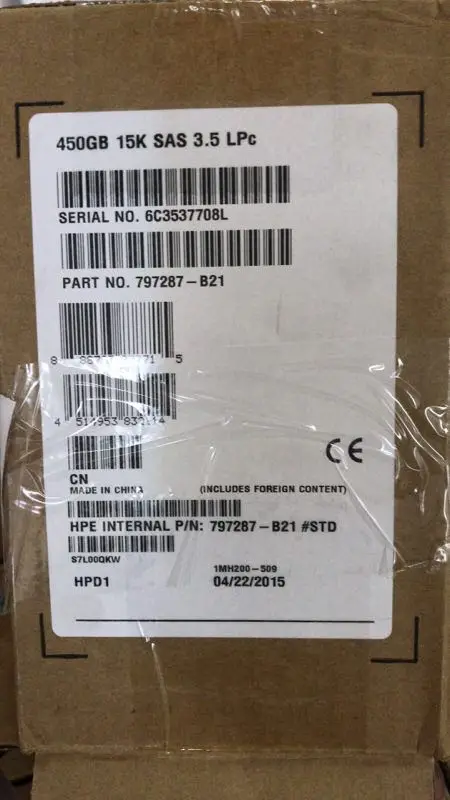 450GB 15K SAS 3.5 LPc
SERIAL NO. 6C3537708L
PART NO. 797287-B21
CE
CN
MADE IN CHINA (INCLUDES FOREIGN CONTENT)
HPE INTERNAL P/N: 797287-B21 #STD
S7L00QKW
1MH200-509
HPD1 04/22/2015